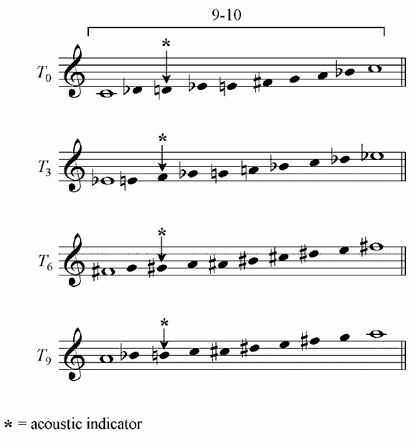 9-10
*
T0
*
T3
*
T6
*
T9
* = acoustic indicator